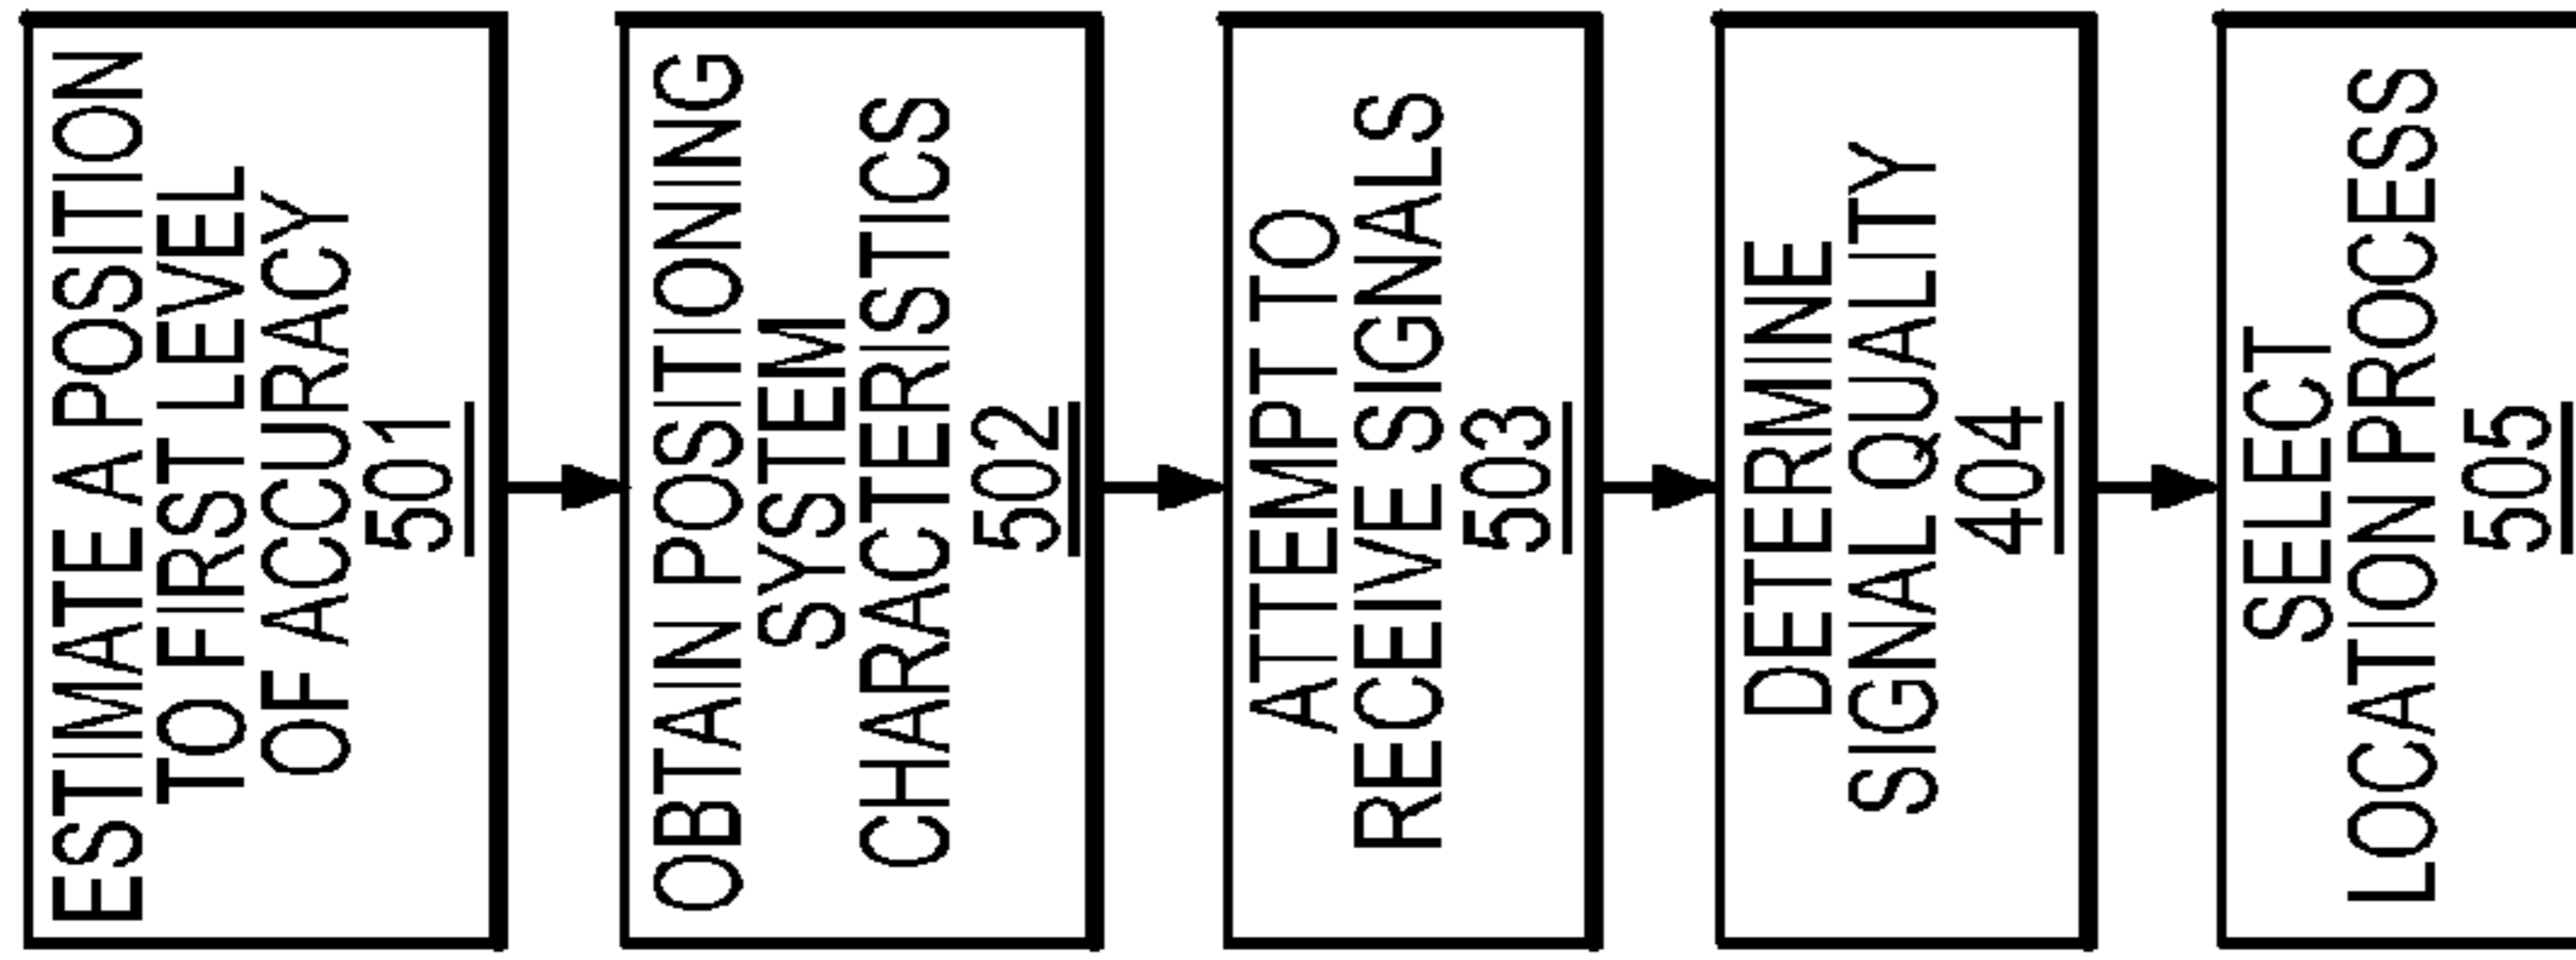 ESTIMATE A POSITION
TO FIRST LEVEL
OF ACCURACY
501
OBTAIN POSITIONING
SYSTEM
CHARACTERISTICS
502
ATTEMPT TO
RECEIVE SIGNALS
503
DETERMINE
SIGNAL QUALITY
404
SELECT
LOCATION PROCESS
505